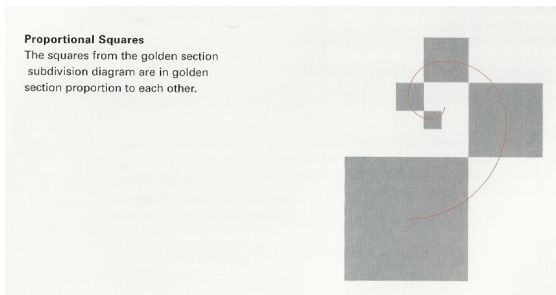 Proportional Squares
The squares from the golden section
subdivision diagram are in golden
section proportion to each other.